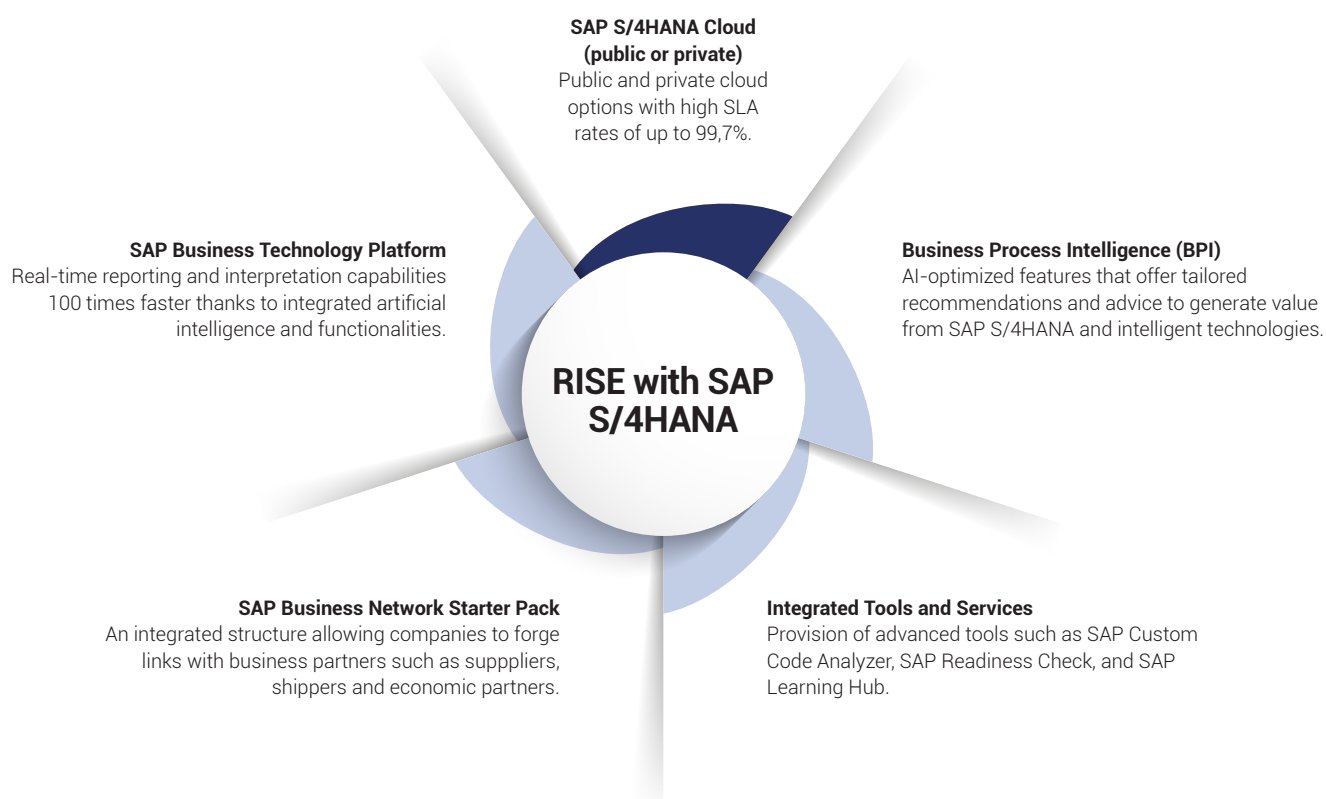 SAP S/4HANA Cloud
(public or private)
Public and private cloud
options with high SLA
rates of up to 99,7%.
SAP Business Technology Platform
Real-time reporting and interpretation capabilities
100 times faster thanks to integrated artificial
intelligence and functionalities.
Business Process Intelligence (BPI)
AI-optimized features that offer tailored
recommendations and advice to generate value
from SAP S/4HANA and intelligent technologies.
RISE with SAP
S/4HANA
SAP Business Network Starter Pack
An integrated structure allowing companies to forge
links with business partners such as supppliers,
shippers and economic partners.
Integrated Tools and Services
Provision of advanced tools such as SAP Custom
Code Analyzer, SAP Readiness Check, and SAP
Learning Hub.